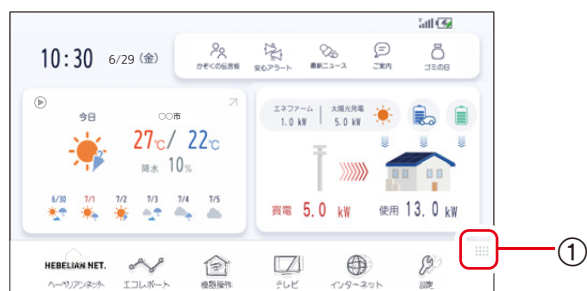 10:30 6/29 (金)
かぞくの伝言板 安心アラート 最新ニュース ご案内 ゴミの日
今日 ○○市
27℃/ 22℃
降水 10%
6/30 7/1 7/2 7/3 7/4 7/5
エネファーム 太陽光発電
1.0 kW 5.0 kW
買電 5.0 kW 使用 13.0 kW
①
HEBELIAN NET.
ヘーベリアンネット エコレポート 機器操作 テレビ インターネット 設定